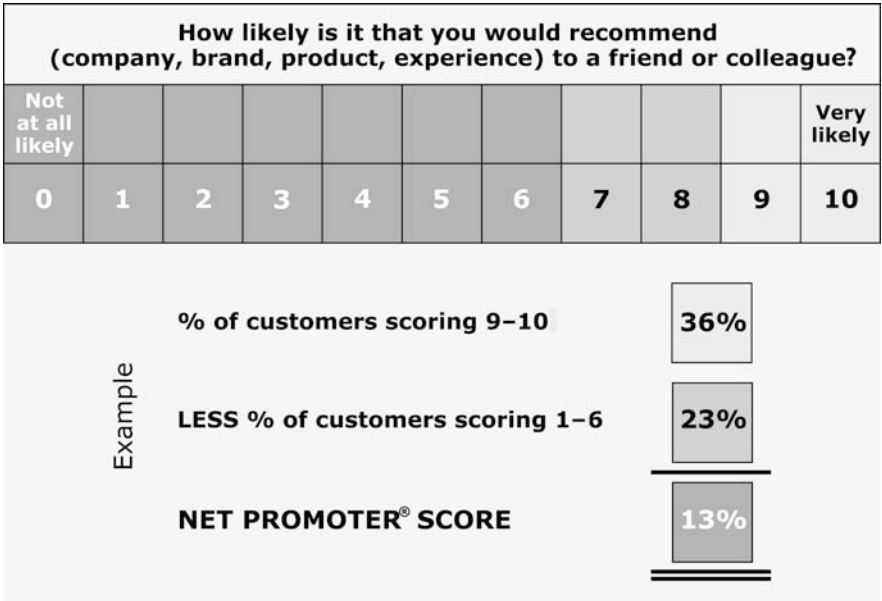 How likely is it that you would recommend
(company, brand, product, experience) to a friend or colleague?
Not
at all
likely
Very
likely
0 1 2 3 4 5 6 7 8 9 10
Example
% of customers scoring 9–10 36%
LESS % of customers scoring 1–6 23%
NET PROMOTER® SCORE 13%